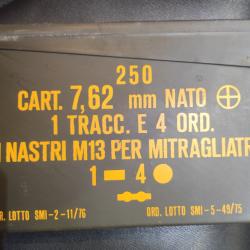 250
CART. 7,62 mm NATO
1 TRACC. E 4 ORD.
NASTRI M13 PER MITRAGLIATR
1 4
LOTTO SMI-2-11/76 ORD. LOTTO SMI-5-49/75